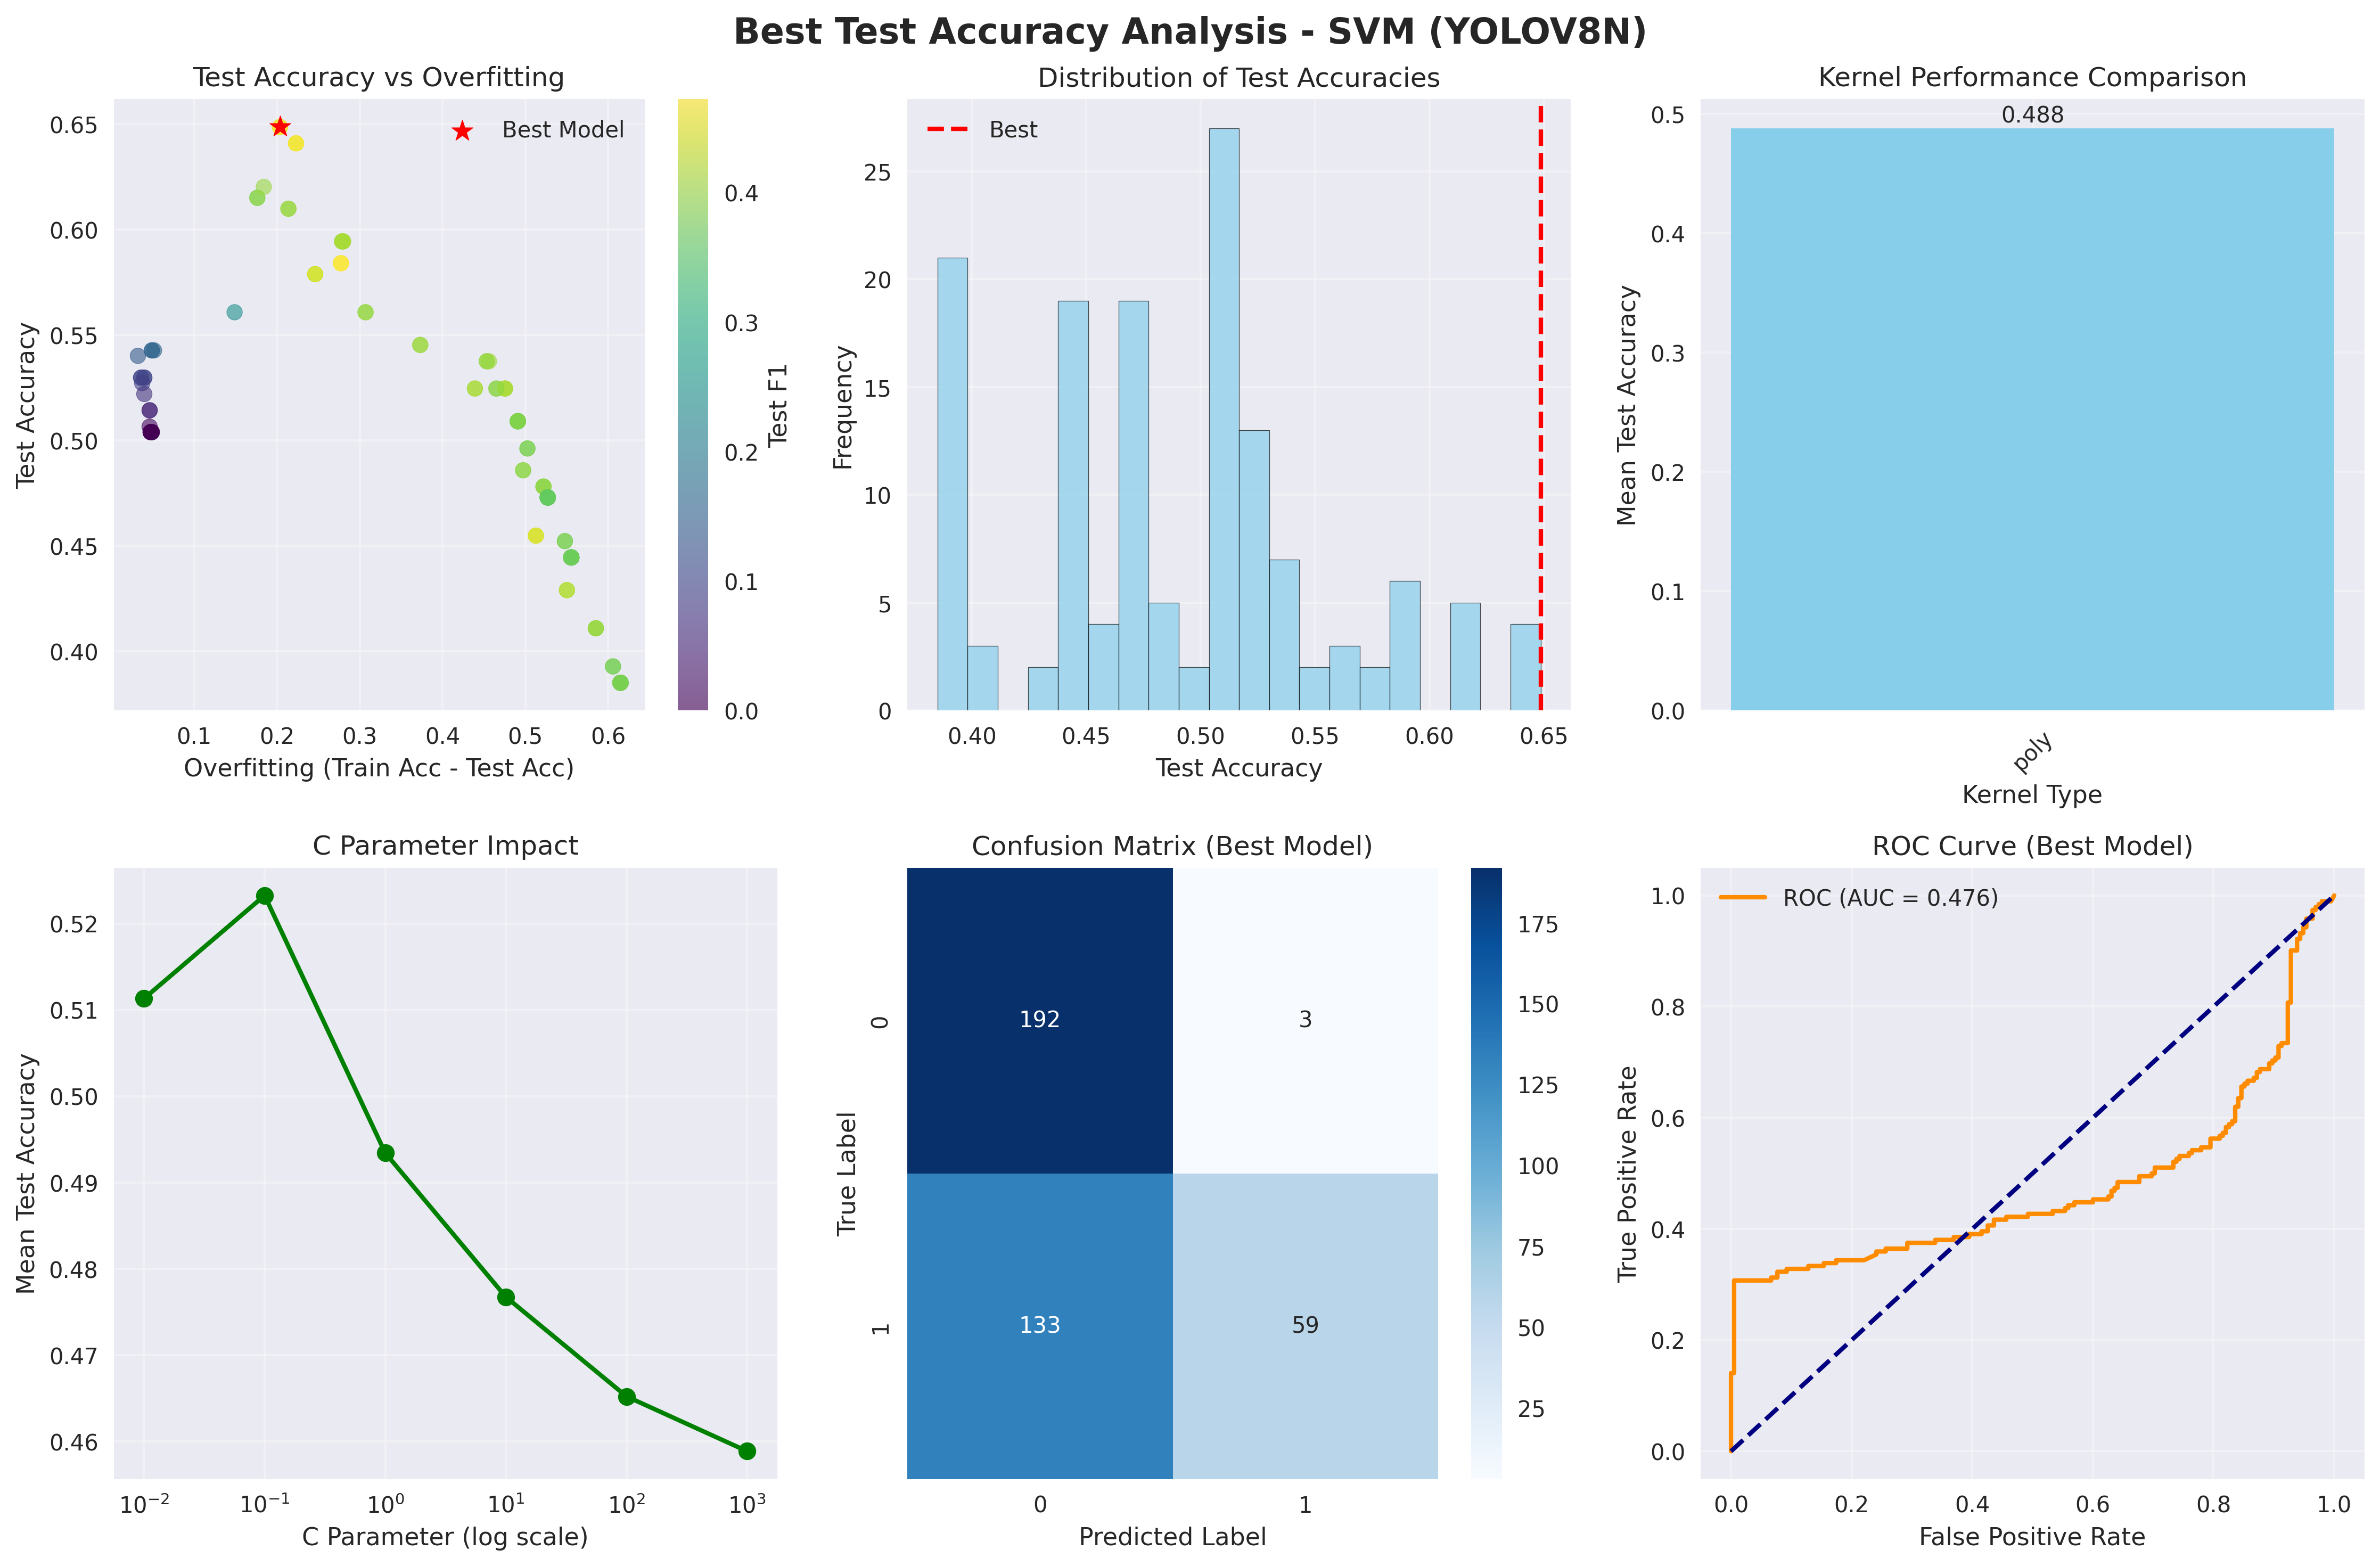 Best Test Accuracy Analysis - SVM (YOLOV8N)
Test Accuracy vs Overfitting
Test Accuracy
0.65
0.60
0.55
0.50
0.45
0.40
Best Model
0.1 0.2 0.3 0.4 0.5 0.6
Overfitting (Train Acc - Test Acc)
0.4
0.3
0.2
0.1
0.0
Test F1
Distribution of Test Accuracies
Frequency
25
20
15
10
5
0
Best
0.40 0.45 0.50 0.55 0.60 0.65
Test Accuracy
Kernel Performance Comparison
Mean Test Accuracy
0.5
0.4
0.3
0.2
0.1
0.0
0.488
poly
Kernel Type
C Parameter Impact
Mean Test Accuracy
0.52
0.51
0.50
0.49
0.48
0.47
0.46
10⁻² 10⁻¹ 10⁰ 10¹ 10² 10³
C Parameter (log scale)
Confusion Matrix (Best Model)
True Label
0
1
192 3
133 59
0 1
Predicted Label
175
150
125
100
75
50
25
ROC Curve (Best Model)
True Positive Rate
1.0
0.8
0.6
0.4
0.2
0.0
ROC (AUC = 0.476)
0.0 0.2 0.4 0.6 0.8 1.0
False Positive Rate